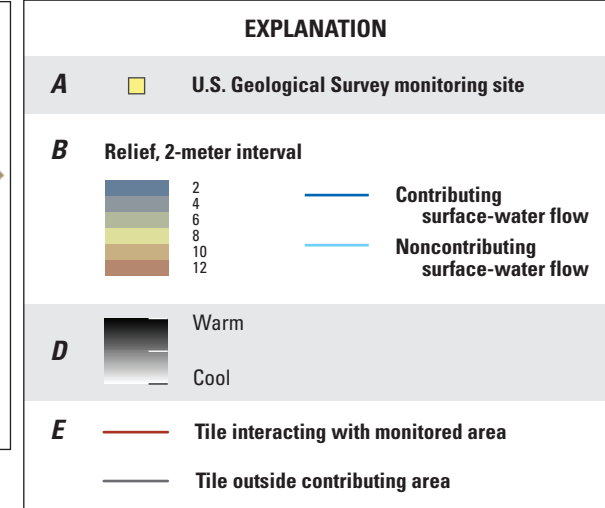 EXPLANATION
A U.S. Geological Survey monitoring site
B Relief, 2-meter interval
2
4
6
8
10
12
Contributing
surface-water flow
Noncontributing
surface-water flow
D
Warm
Cool
E Tile interacting with monitored area
Tile outside contributing area